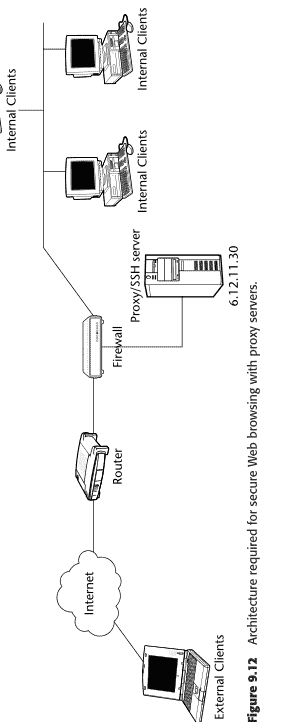 Internal Clients
Internal Clients
Internal Clients
Proxy/SSH server
6.12.11.30
Firewall
Router
Internet
External Clients
Figure 9.12 Architecture required for secure Web browsing with proxy servers.